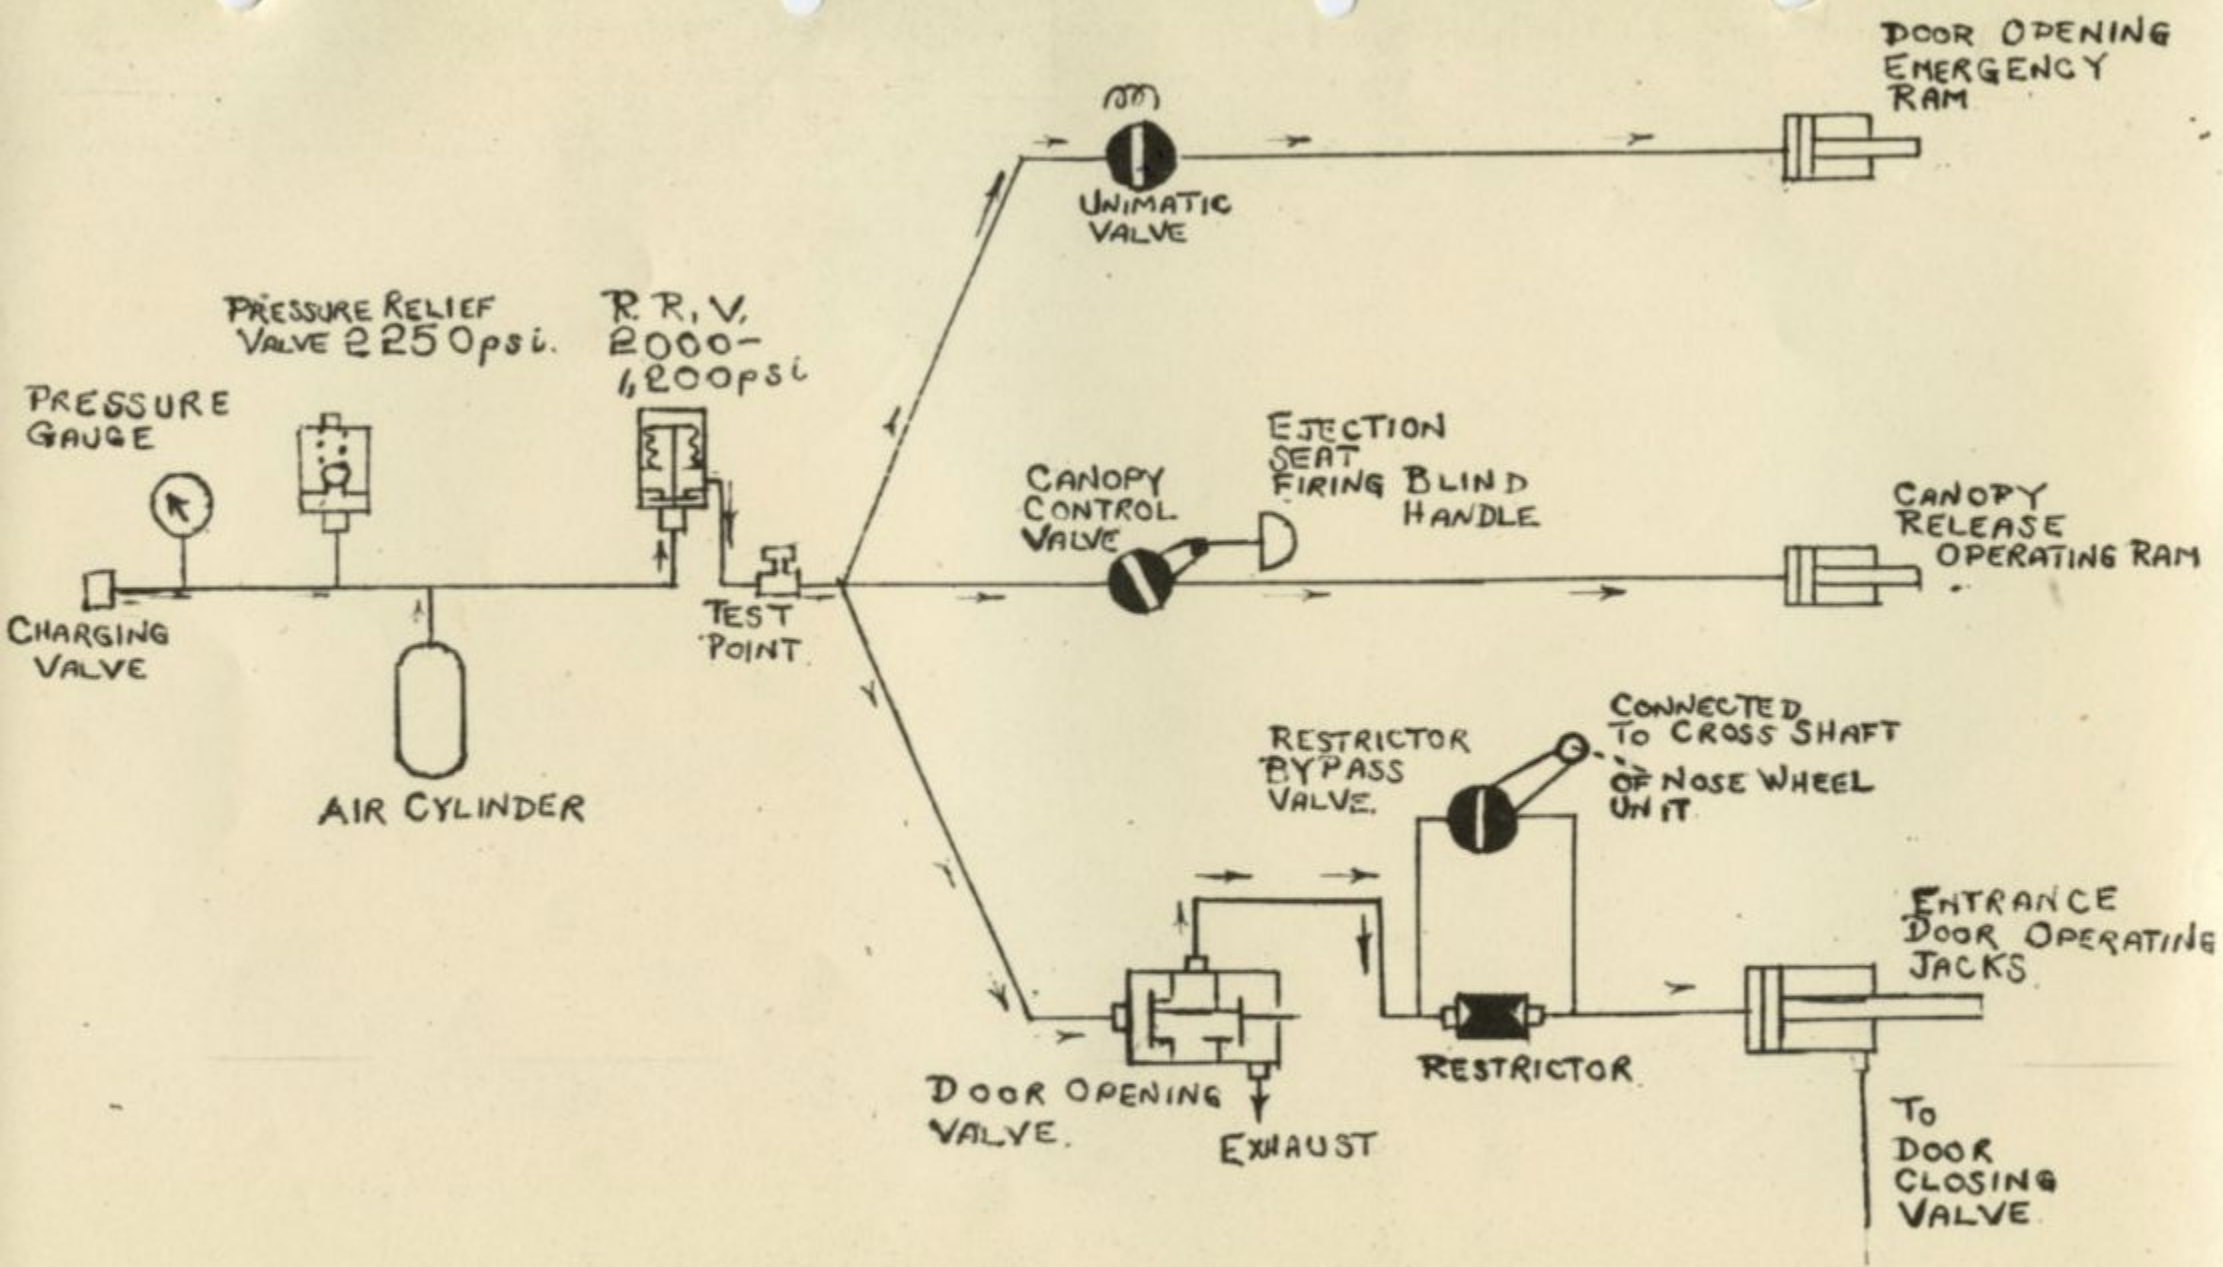 DOOR OPENING
EMERGENCY
RAM
UNIMATIC
VALVE
PRESSURE RELIEF
VALVE 2250psi.
R.R.V.
2000-
1,200psi
PRESSURE
GAUGE
CHARGING
VALVE
AIR CYLINDER
TEST
POINT.
CANOPY
CONTROL
VALVE
EJECTION
SEAT
FIRING BLIND
HANDLE
CANOPY
RELEASE
OPERATING RAM
RESTRICTOR
BYPASS
VALVE.
CONNECTED
TO CROSS SHAFT
OF NOSE WHEEL
UNIT.
ENTRANCE
DOOR OPERATING
JACKS.
RESTRICTOR.
DOOR OPENING
VALVE.
EXHAUST
TO
DOOR
CLOSING
VALVE.